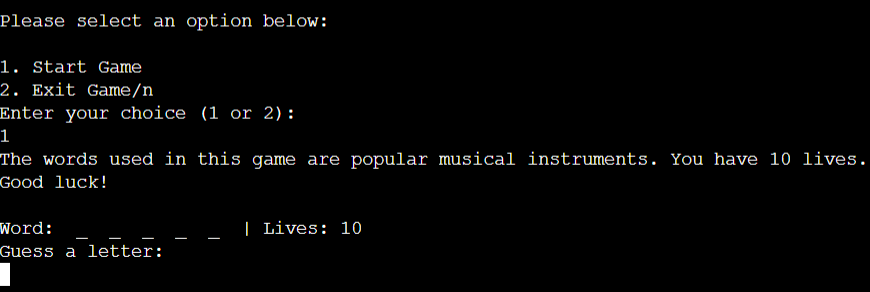 Please select an option below:
1. Start Game
2. Exit Game/n
Enter your choice (1 or 2):
1
The words used in this game are popular musical instruments. You have 10 lives.
Good luck!
Word:  _ _ _ _ _  | Lives: 10
Guess a letter: